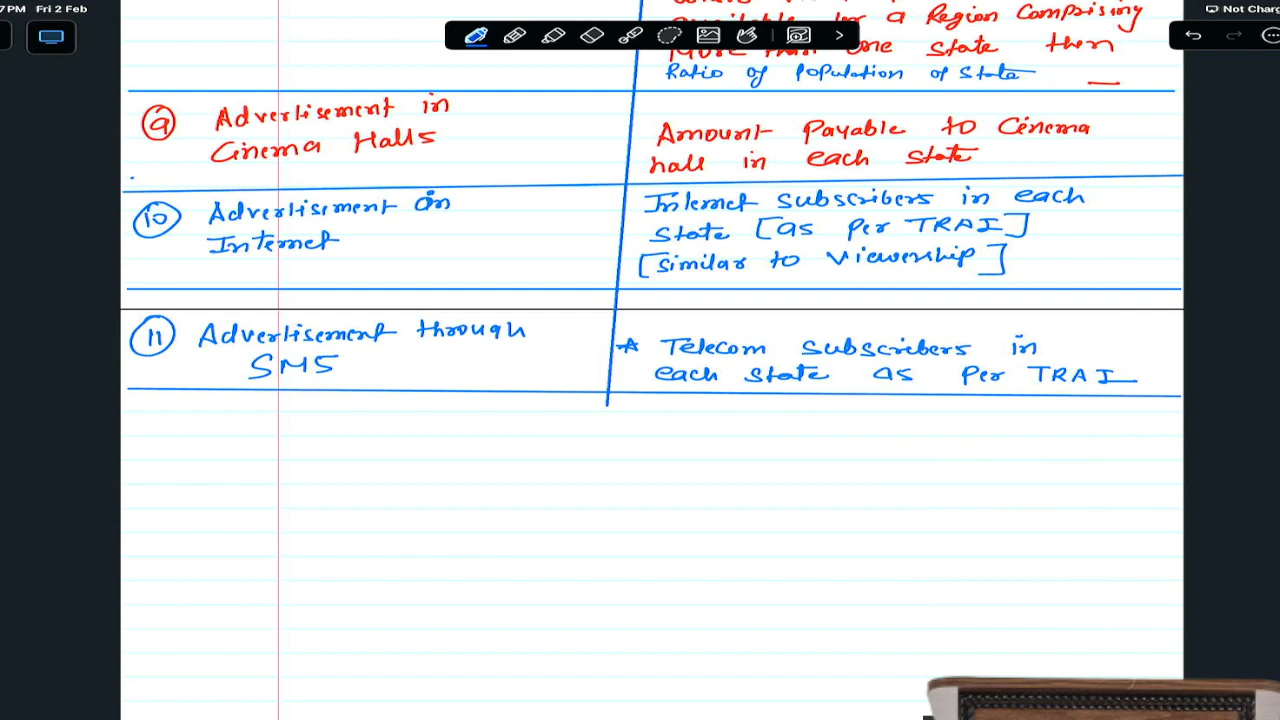 7 PM Fri 2 Feb
Not Charg
a Region Comprising
one state then
Ratio of Population of State
9 Advertisement in
Cinema Halls
Amount Payable to Cinema
hall in each state
10 Advertisement on
Internet
Internet subscribers in each
State [as Per TRAI]
[similar to Viewership]
11 Advertisement through
SMS
* Telecom subscribers in
each state as Per TRAI